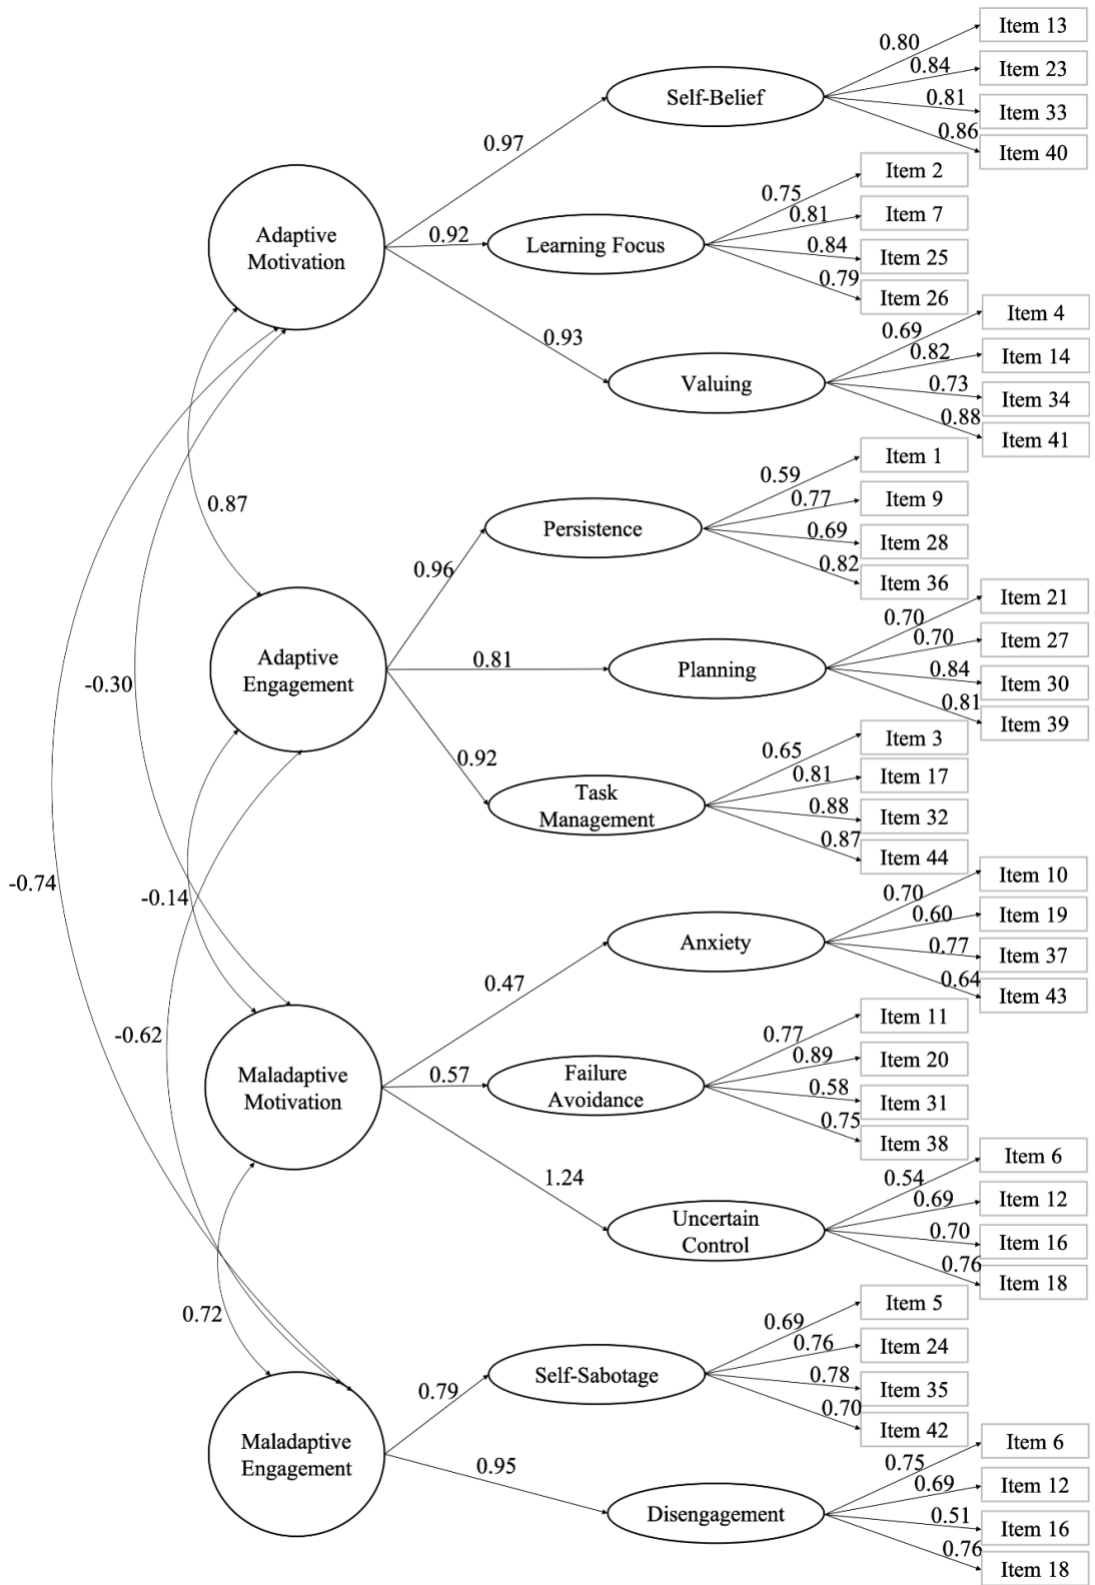 0.80
Item 13
0.84
Item 23
Self-Belief
0.81
Item 33
0.86
Item 40
0.97
Item 2
0.75
Adaptive
Motivation
0.92
Learning Focus
0.81
Item 7
0.84
Item 25
0.79
Item 26
0.93
Item 4
0.69
Valuing
0.82
Item 14
0.73
Item 34
0.88
Item 41
Item 1
0.59
0.87
Persistence
0.77
Item 9
0.69
Item 28
0.82
Item 36
0.96
Item 21
0.70
Adaptive
Engagement
0.81
Planning
0.70
Item 27
0.84
Item 30
0.81
Item 39
-0.30
Item 3
0.92
0.65
Task
Management
0.81
Item 17
0.88
Item 32
0.87
Item 44
-0.74
-0.14
Item 10
0.70
Anxiety
0.60
Item 19
0.77
Item 37
0.64
Item 43
0.47
Item 11
-0.62
0.77
Maladaptive
Motivation
0.57
Failure
Avoidance
0.89
Item 20
0.58
Item 31
0.75
Item 38
1.24
Item 6
0.54
Uncertain
Control
0.69
Item 12
0.70
Item 16
0.76
Item 18
0.72
Item 5
0.69
Self-Sabotage
0.76
Item 24
0.78
Item 35
0.70
Item 42
0.79
Maladaptive
Engagement
0.95
Item 6
0.75
Disengagement
0.69
Item 12
0.51
Item 16
0.76
Item 18